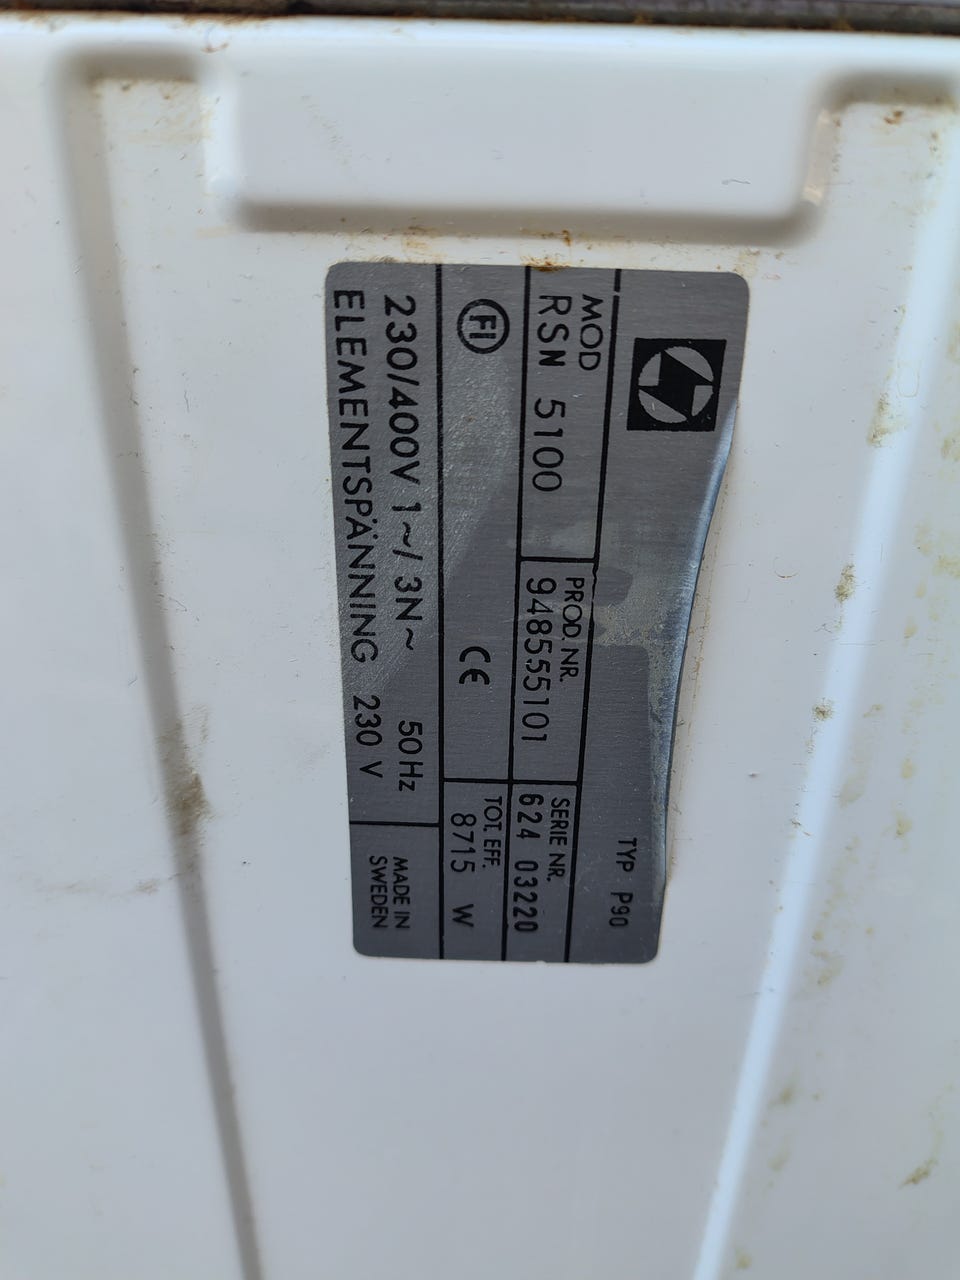 TYP P90
MOD
RSN 5100
PROD. NR.
948555101
SERIE NR.
624 03220
FI
CE
TOT. EFF.
8715 W
230/400V 1~/ 3N~ 50 Hz
ELEMENTSPÄNNING 230 V
MADE IN
SWEDEN